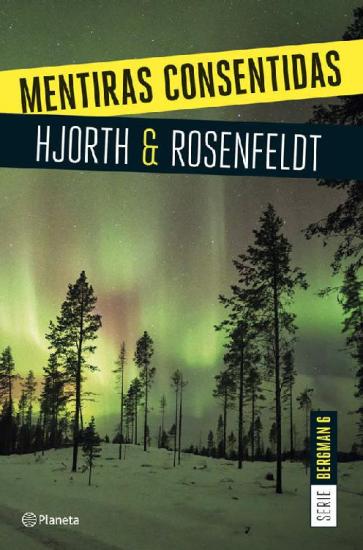 MENTIRAS CONSENTIDAS
HJORTH & ROSENFELDT
SERIE BERGMAN 6
Planeta